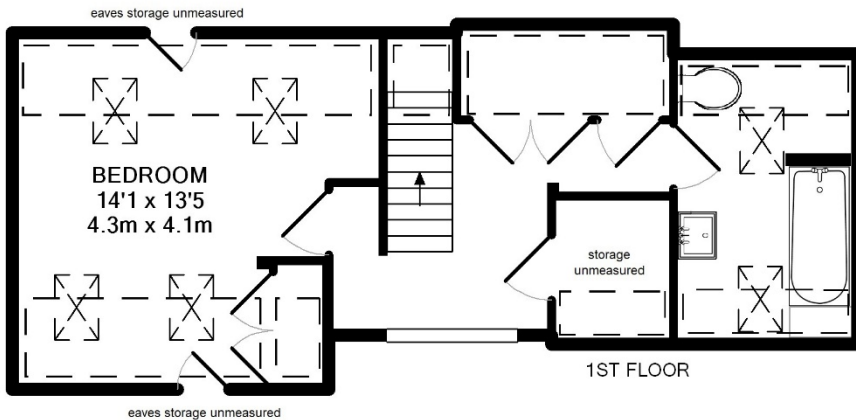 eaves storage unmeasured
BEDROOM
14'1 x 13'5
4.3m x 4.1m
storage
unmeasured
1ST FLOOR
eaves storage unmeasured